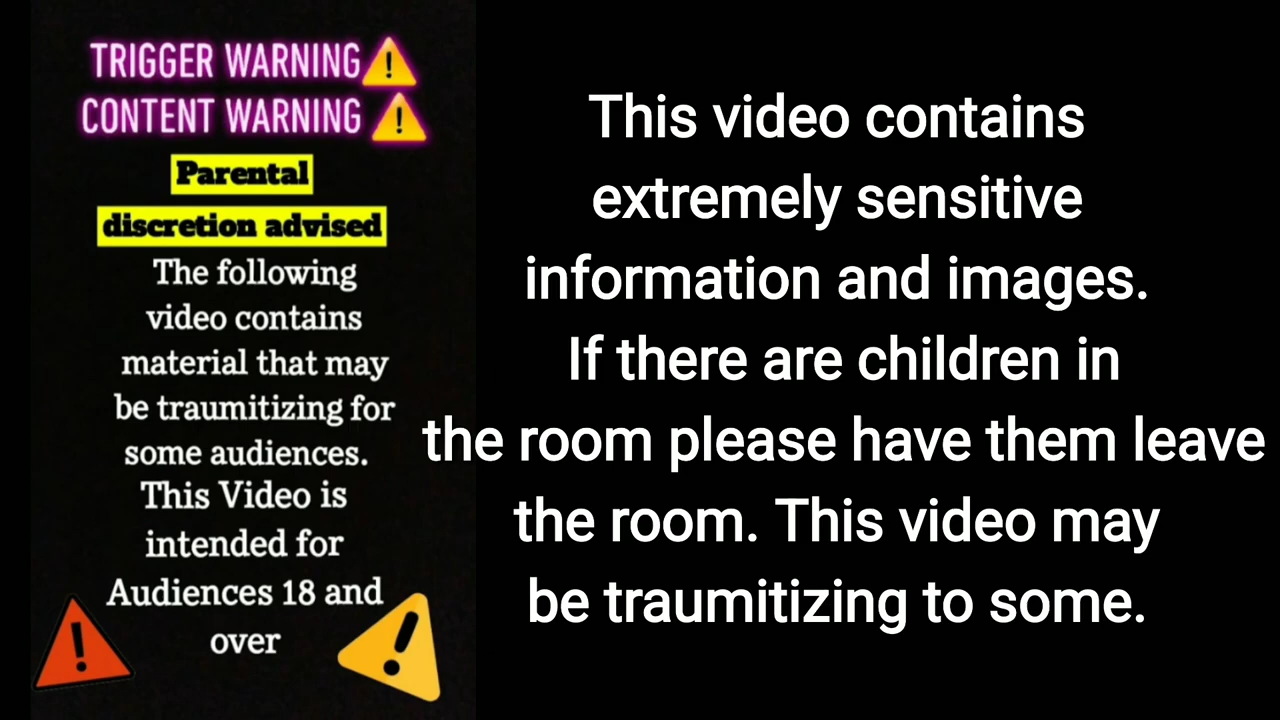 TRIGGER WARNING⚠️
CONTENT WARNING ⚠️
Parental
discretion advised
The following
video contains
material that may
be traumitizing for
some audiences.
This Video is
intended for
Audiences 18 and
over
This video contains
extremely sensitive
information and images.
If there are children in
the room please have them leave
the room. This video may
be traumitizing to some.